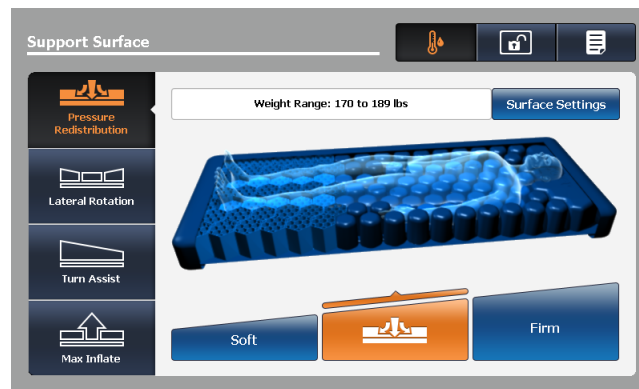 Support Surface
Pressure
Redistribution
Weight Range: 170 to 189 lbs
Surface Settings
Lateral Rotation
Turn Assist
Max Inflate
Soft
Firm